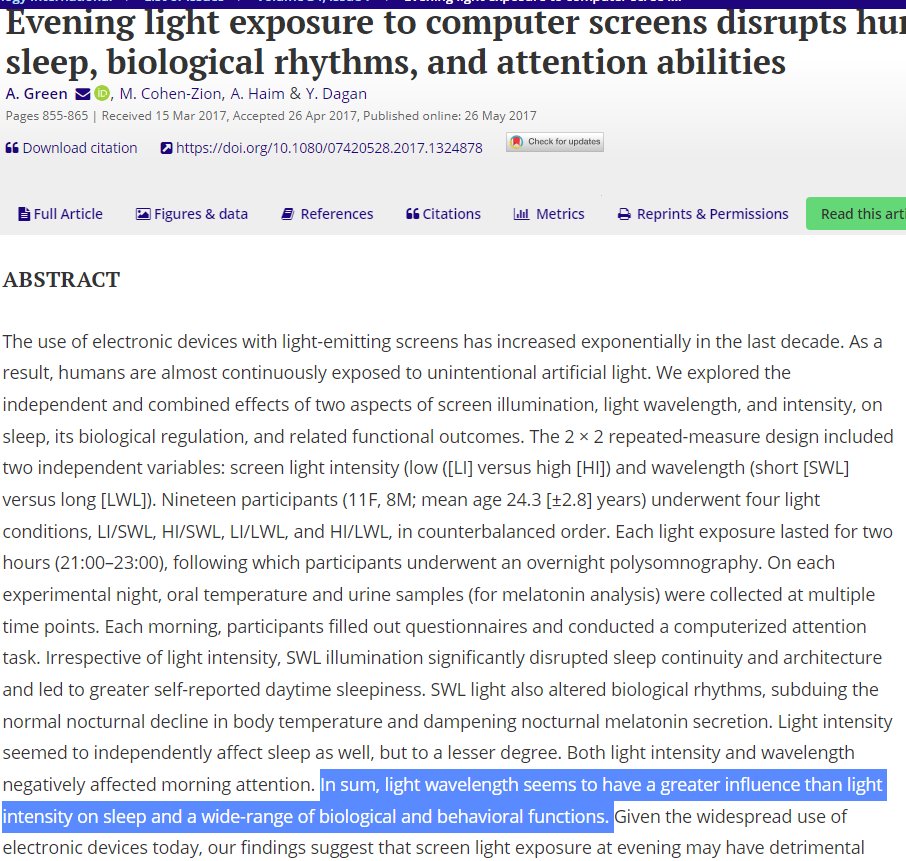 Evening light exposure to computer screens disrupts
sleep, biological rhythms, and attention abilities
A. Green iD, M. Cohen-Zion, A. Haim & Y. Dagan
Pages 855-865 | Received 15 Mar 2017, Accepted 26 Apr 2017, Published online: 26 May 2017
Download citation https://doi.org/10.1080/07420528.2017.1324878 Check for updates
Full Article Figures & data References Citations Metrics Reprints & Permissions Read this
ABSTRACT
The use of electronic devices with light-emitting screens has increased exponentially in the last decade. As a
result, humans are almost continuously exposed to unintentional artificial light. We explored the
independent and combined effects of two aspects of screen illumination, light wavelength, and intensity, on
sleep, its biological regulation, and related functional outcomes. The 2 × 2 repeated-measure design included
two independent variables: screen light intensity (low ([LI] versus high [HI]) and wavelength (short [SWL]
versus long [LWL]). Nineteen participants (11F, 8M; mean age 24.3 [±2.8] years) underwent four light
conditions, LI/SWL, HI/SWL, LI/LWL, and HI/LWL, in counterbalanced order. Each light exposure lasted for two
hours (21:00–23:00), following which participants underwent an overnight polysomnography. On each
experimental night, oral temperature and urine samples (for melatonin analysis) were collected at multiple
time points. Each morning, participants filled out questionnaires and conducted a computerized attention
task. Irrespective of light intensity, SWL illumination significantly disrupted sleep continuity and architecture
and led to greater self-reported daytime sleepiness. SWL light also altered biological rhythms, subduing the
normal nocturnal decline in body temperature and dampening nocturnal melatonin secretion. Light intensity
seemed to independently affect sleep as well, but to a lesser degree. Both light intensity and wavelength
negatively affected morning attention. In sum, light wavelength seems to have a greater influence than light
intensity on sleep and a wide-range of biological and behavioral functions. Given the widespread use of
electronic devices today, our findings suggest that screen light exposure at evening may have detrimental